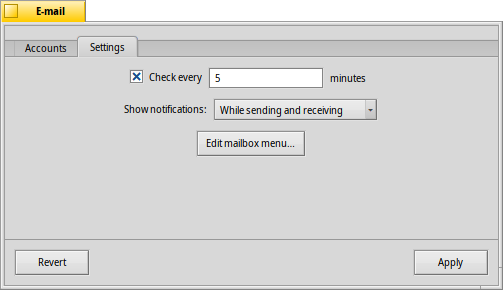 E-mail
Accounts Settings
Check every 5 minutes
Show notifications: While sending and receiving
Edit mailbox menu...
Revert Apply